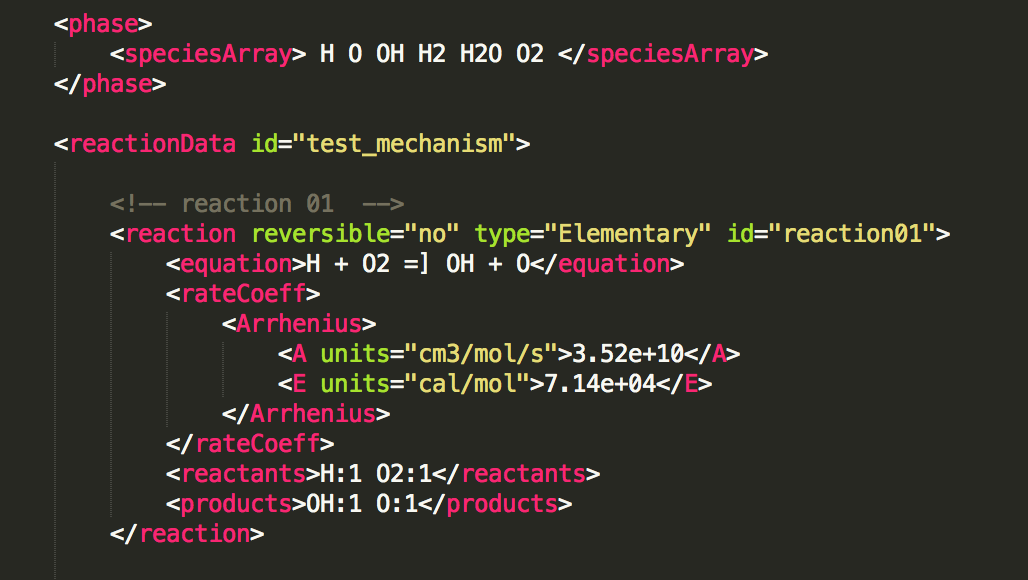 <phase>
<speciesArray> H O OH H2 H2O O2 </speciesArray>
</phase>
<reactionData id="test_mechanism">
<!-- reaction 01  -->
<reaction reversible="no" type="Elementary" id="reaction01">
<equation>H + O2 =] OH + O</equation>
<rateCoeff>
<Arrhenius>
<A units="cm3/mol/s">3.52e+10</A>
<E units="cal/mol">7.14e+04</E>
</Arrhenius>
</rateCoeff>
<reactants>H:1 O2:1</reactants>
<products>OH:1 O:1</products>
</reaction>